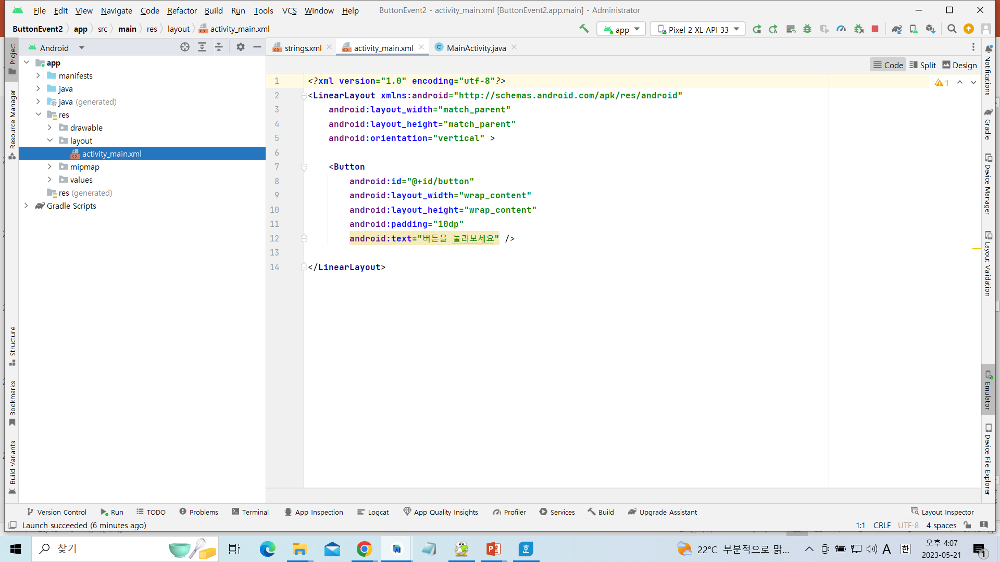 File Edit View Navigate Code Refactor Build Run Tools VCS Window Help ButtonEvent2 - activity_main.xml [ButtonEvent2.app.main] - Administrator
ButtonEvent2 app src main res layout activity_main.xml app Pixel 2 XL API 33
Project
Android
strings.xml activity_main.xml MainActivity.java
Code Split Design
app
manifests
java
java (generated)
res
drawable
layout
activity_main.xml
mipmap
values
res (generated)
Gradle Scripts
Resource Manager
Structure
Bookmarks
Build Variants
1 <?xml version="1.0" encoding="utf-8"?>
2 <LinearLayout xmlns:android="http://schemas.android.com/apk/res/android"
3 android:layout_width="match_parent"
4 android:layout_height="match_parent"
5 android:orientation="vertical" >
6
7 <Button
8 android:id="@+id/button"
9 android:layout_width="wrap_content"
10 android:layout_height="wrap_content"
11 android:padding="10dp"
12 android:text="버튼을 눌러보세요" />
13
14 </LinearLayout>
1
Notifications
Gradle
Device Manager
Layout Validation
Emulator
Device File Explorer
Version Control Run TODO Problems Terminal App Inspection Logcat App Quality Insights Profiler Services Build Upgrade Assistant Layout Inspector
Launch succeeded (6 minutes ago) 1:1 CRLF UTF-8 4 spaces
찾기 22°C 부분적으로 맑... A 한 오후 4:07
2023-05-21 1